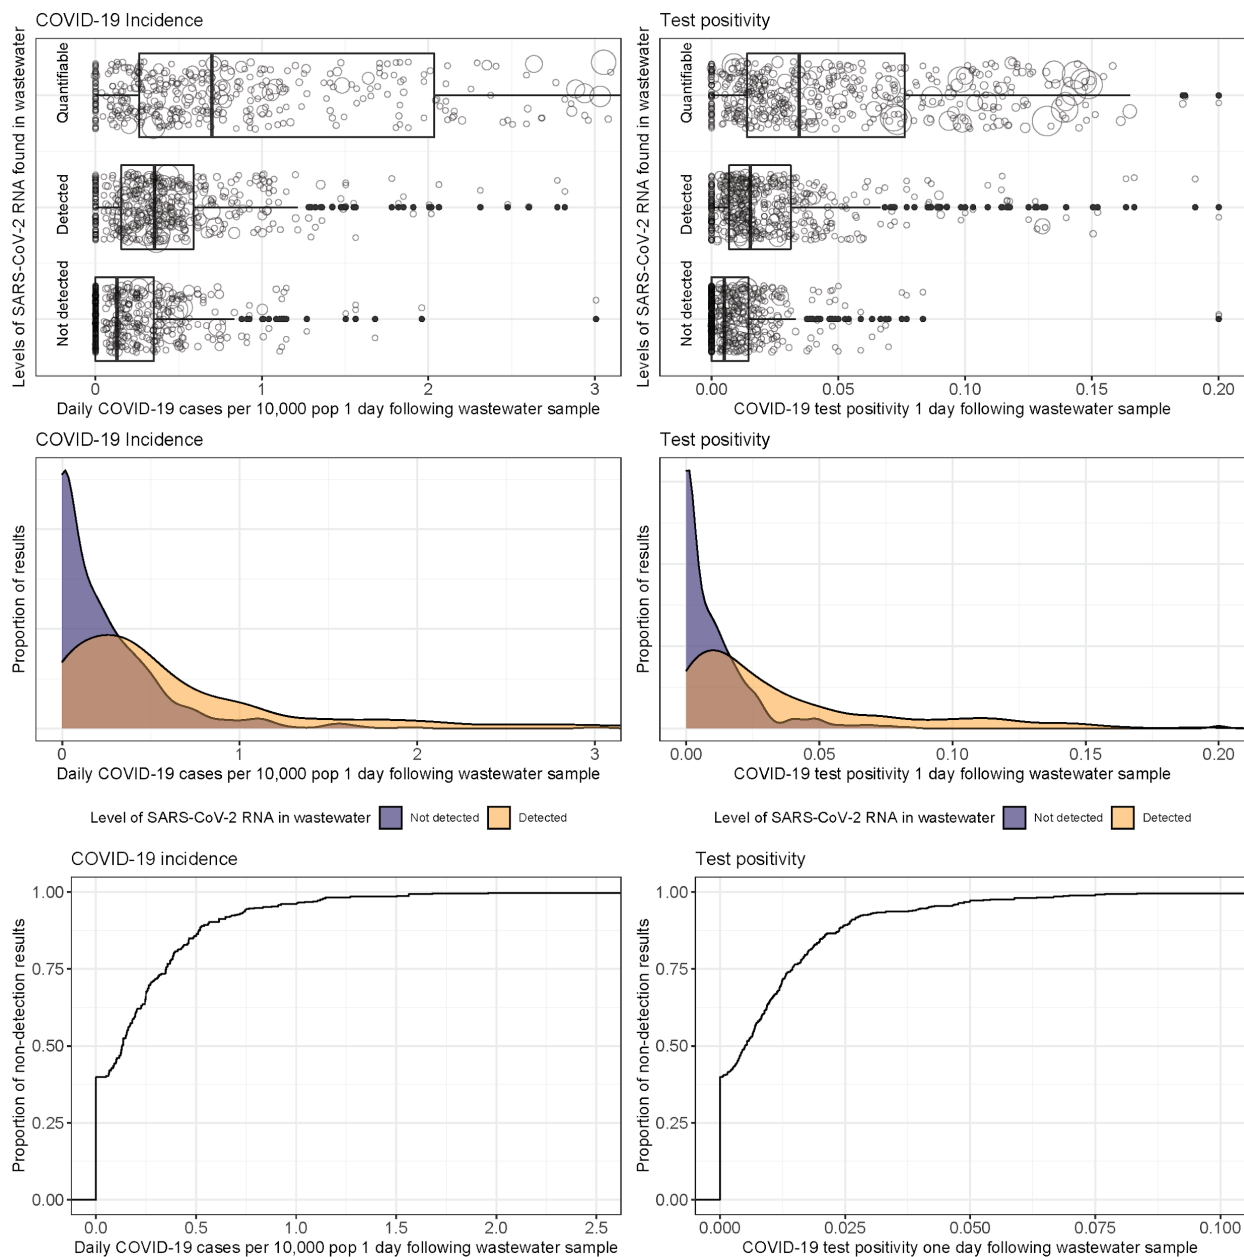 COVID-19 Incidence
Levels of SARS-CoV-2 RNA found in wastewater
Quantifiable
Detected
Not detected
0 1 2 3
Daily COVID-19 cases per 10,000 pop 1 day following wastewater sample
Test positivity
Levels of SARS-CoV-2 RNA found in wastewater
Quantifiable
Detected
Not detected
0.00 0.05 0.10 0.15 0.20
COVID-19 test positivity 1 day following wastewater sample
COVID-19 Incidence
Proportion of results
0 1 2 3
Daily COVID-19 cases per 10,000 pop 1 day following wastewater sample
Level of SARS-CoV-2 RNA in wastewater Not detected Detected
Test positivity
Proportion of results
0.00 0.05 0.10 0.15 0.20
COVID-19 test positivity 1 day following wastewater sample
Level of SARS-CoV-2 RNA in wastewater Not detected Detected
COVID-19 incidence
Proportion of non-detection results
1.00
0.75
0.50
0.25
0.00
0.0 0.5 1.0 1.5 2.0 2.5
Daily COVID-19 cases per 10,000 pop 1 day following wastewater sample
Test positivity
Proportion of non-detection results
1.00
0.75
0.50
0.25
0.00
0.000 0.025 0.050 0.075 0.100
COVID-19 test positivity one day following wastewater sample